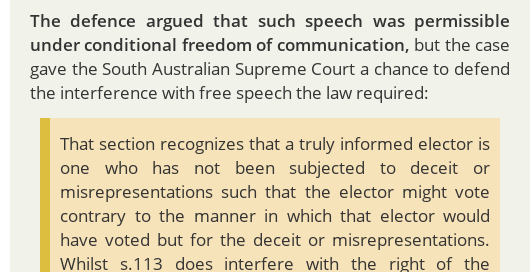 The defence argued that such speech was permissible
under conditional freedom of communication, but the case
gave the South Australian Supreme Court a chance to defend
the interference with free speech the law required:
That section recognizes that a truly informed elector is
one who has not been subjected to deceit or
misrepresentations such that the elector might vote
contrary to the manner in which that elector would
have voted but for the deceit or misrepresentations.
Whilst s.113 does interfere with the right of the